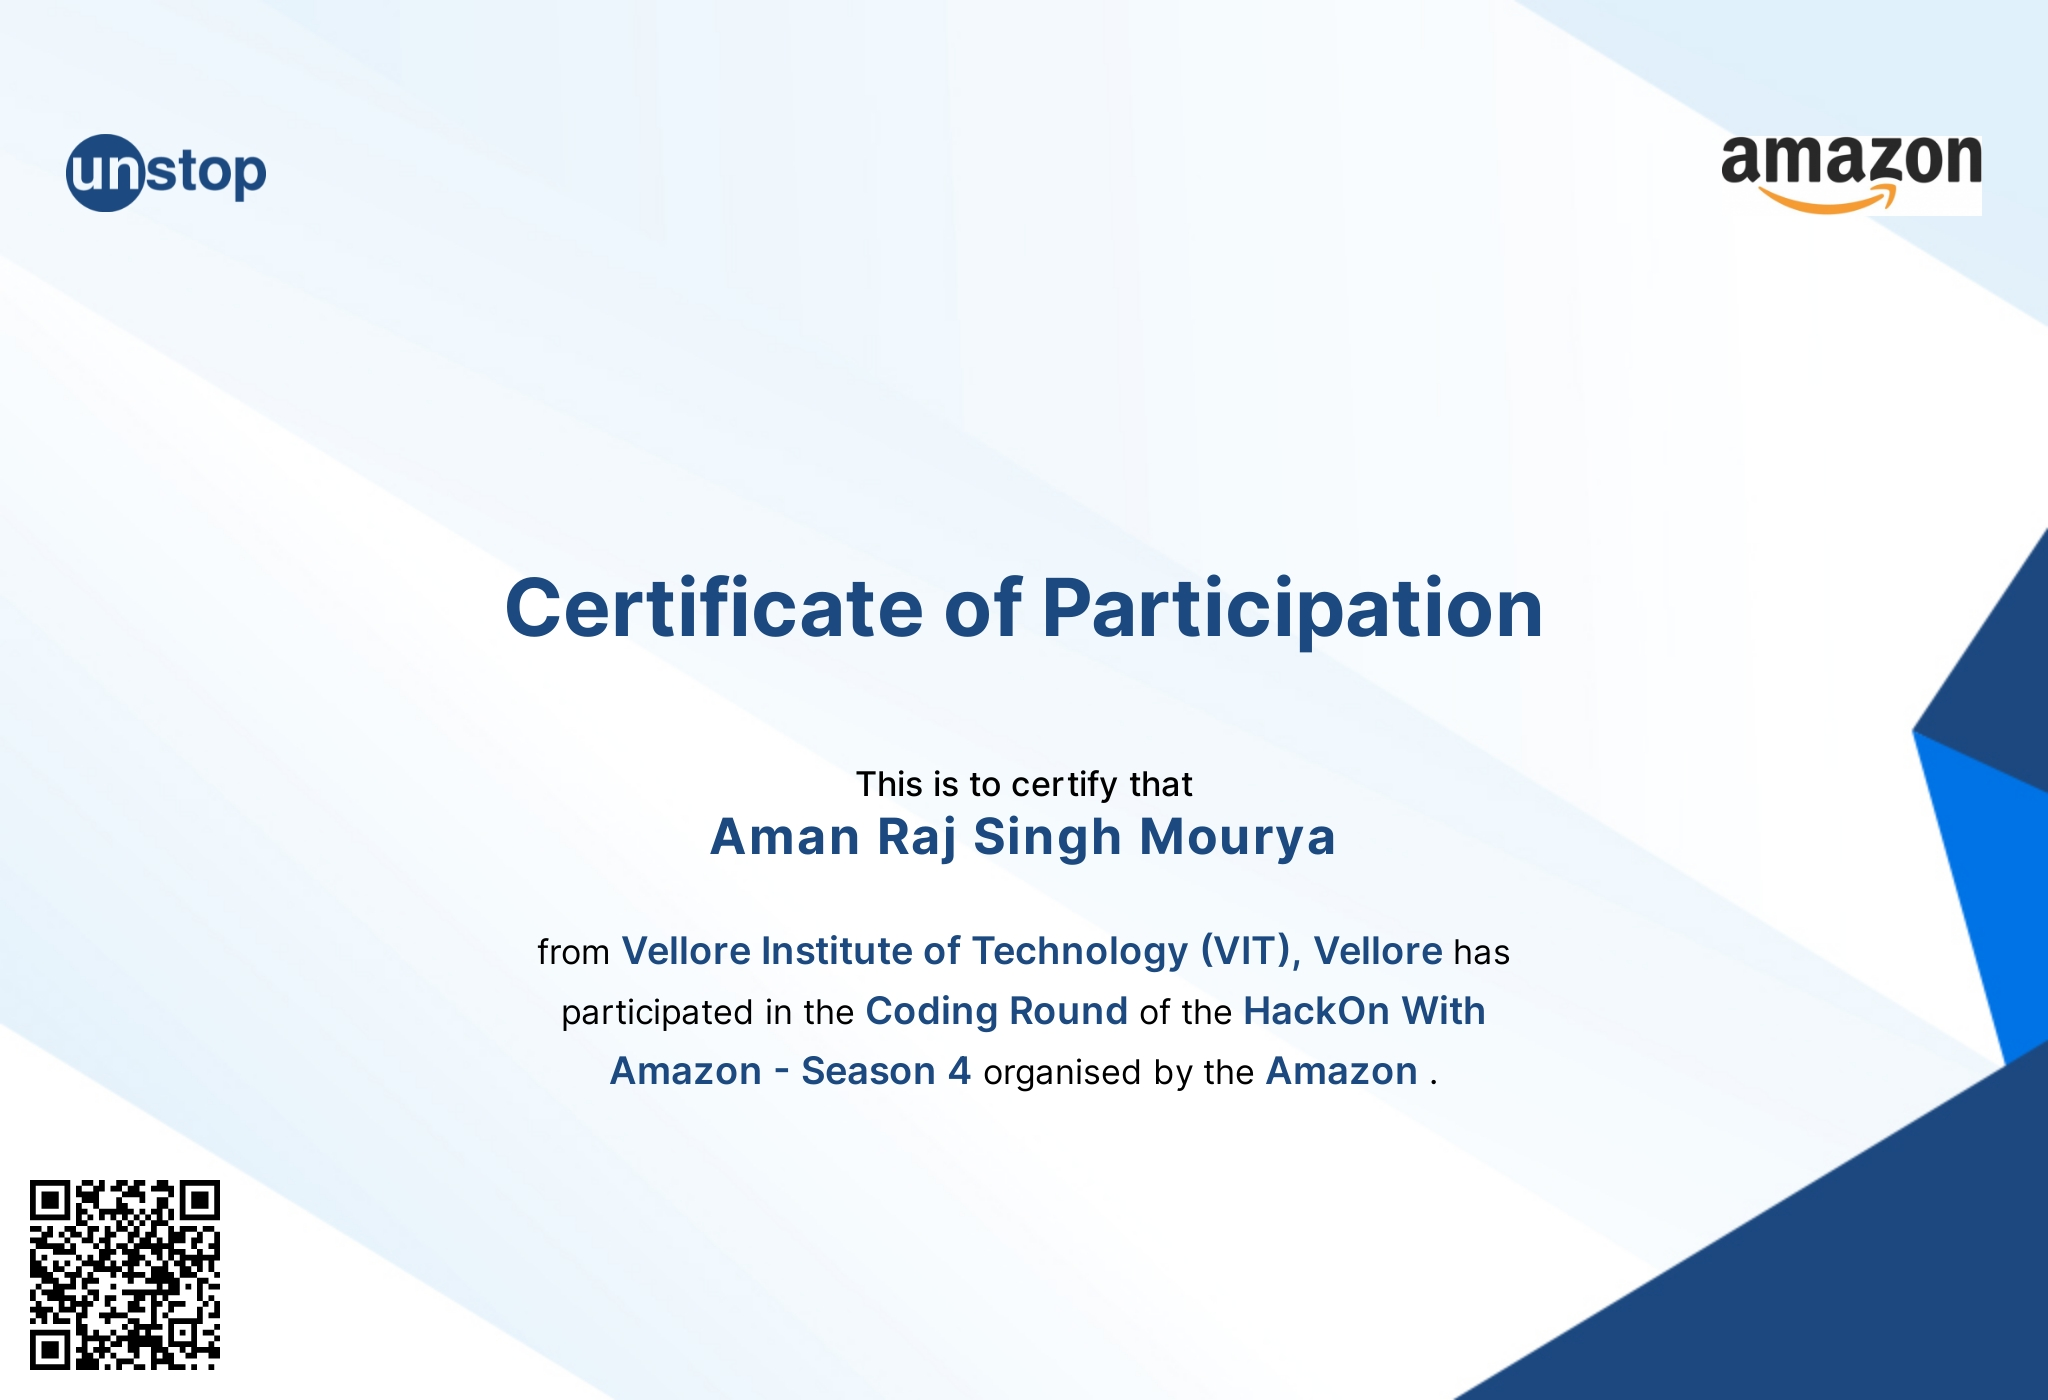 unstop
amazon
Certificate of Participation
This is to certify that
Aman Raj Singh Mourya
from Vellore Institute of Technology (VIT), Vellore has
participated in the Coding Round of the HackOn With
Amazon - Season 4 organised by the Amazon .